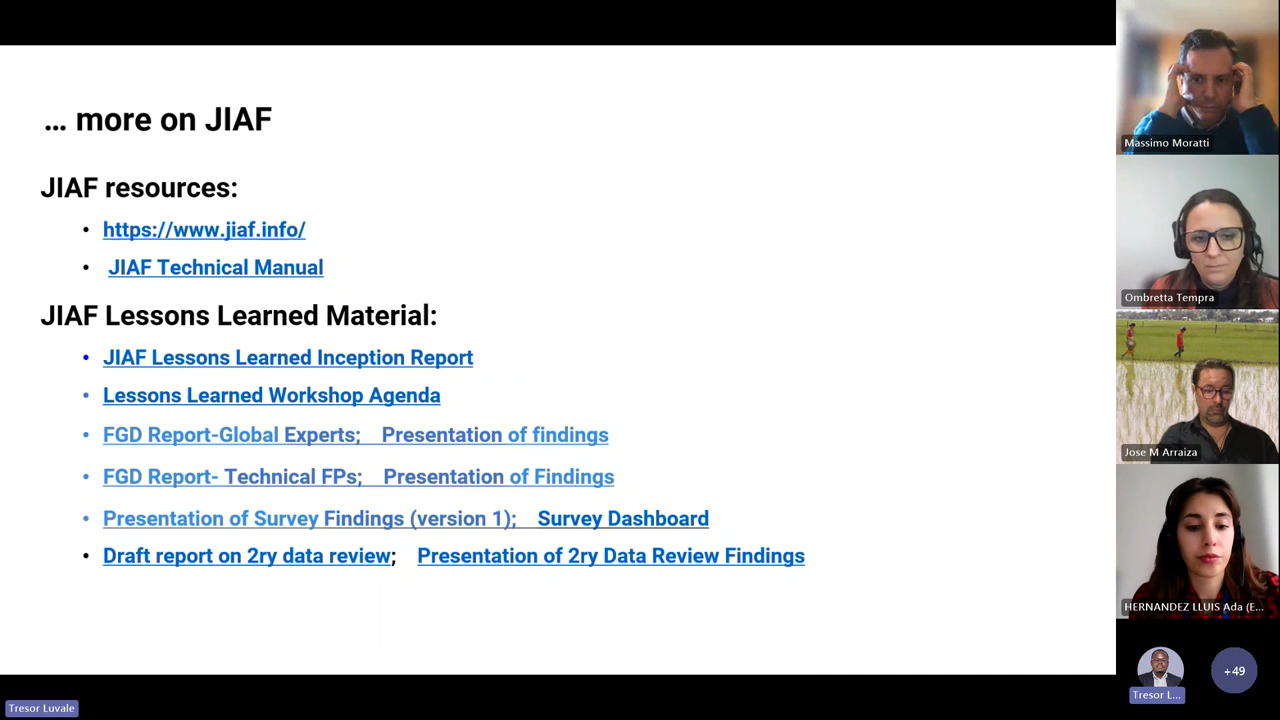 ... more on JIAF
JIAF resources:
• https://www.jiaf.info/
• JIAF Technical Manual
JIAF Lessons Learned Material:
• JIAF Lessons Learned Inception Report
• Lessons Learned Workshop Agenda
• FGD Report-Global Experts; Presentation of findings
• FGD Report- Technical FPs; Presentation of Findings
• Presentation of Survey Findings (version 1); Survey Dashboard
• Draft report on 2ry data review; Presentation of 2ry Data Review Findings
Massimo Moratti
Ombretta Tempra
Jose M Arraiza
HERNANDEZ LLUIS Ada (E...
Tresor L...
+49
Tresor Luvale